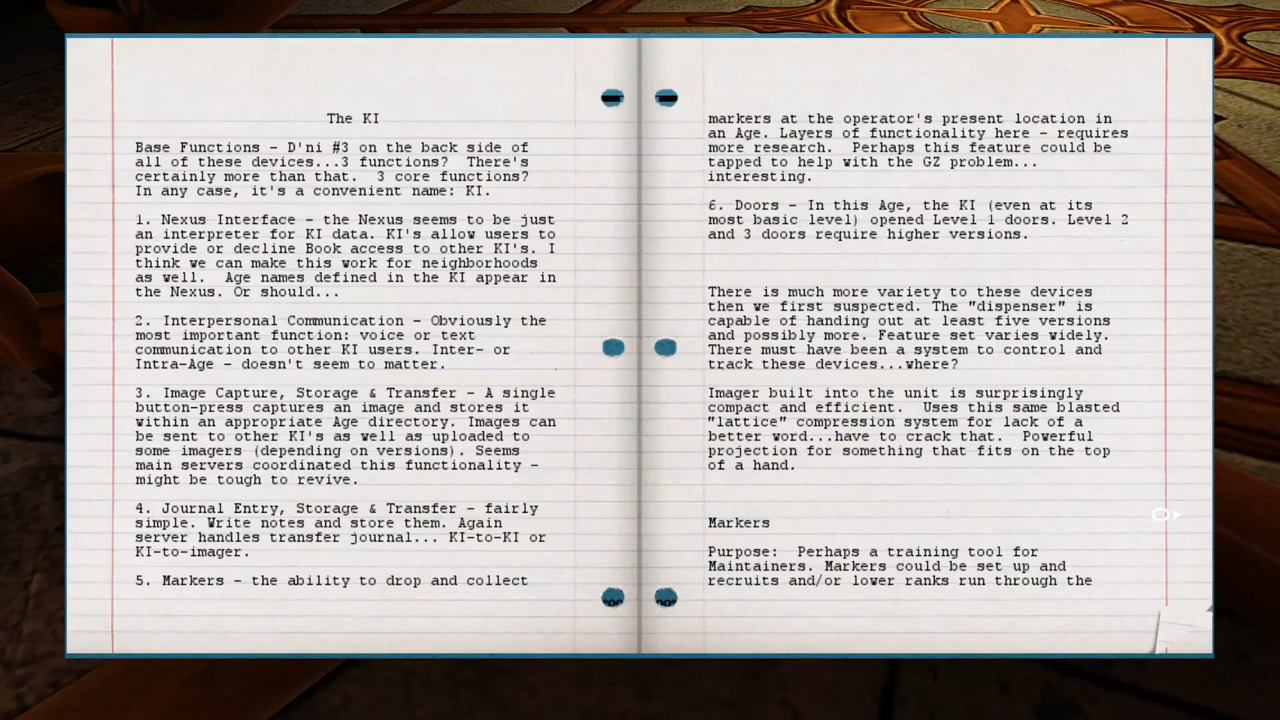 The KI
Base Functions - D'ni #3 on the back side of
all of these devices...3 functions?  There's
certainly more than that.  3 core functions?
In any case, it's a convenient name: KI.
1. Nexus Interface - the Nexus seems to be just
an interpreter for KI data. KI's allow users to
provide or decline Book access to other KI's. I
think we can make this work for neighborhoods
as well.  Age names defined in the KI appear in
the Nexus. Or should...
2. Interpersonal Communication - Obviously the
most important function: voice or text
communication to other KI users. Inter- or
Intra-Age - doesn't seem to matter.
3. Image Capture, Storage & Transfer - A single
button-press captures an image and stores it
within an appropriate Age directory. Images can
be sent to other KI's as well as uploaded to
some imagers (depending on versions). Seems
main servers coordinated this functionality -
might be tough to revive.
4. Journal Entry, Storage & Transfer - fairly
simple. Write notes and store them. Again
server handles transfer journal... KI-to-KI or
KI-to-imager.
5. Markers - the ability to drop and collect
markers at the operator's present location in
an Age. Layers of functionality here - requires
more research.  Perhaps this feature could be
tapped to help with the GZ problem...
interesting.
6. Doors - In this Age, the KI (even at its
most basic level) opened Level 1 doors. Level 2
and 3 doors require higher versions.
There is much more variety to these devices
then we first suspected. The "dispenser" is
capable of handing out at least five versions
and possibly more. Feature set varies widely.
There must have been a system to control and
track these devices...where?
Imager built into the unit is surprisingly
compact and efficient.  Uses this same blasted
"lattice" compression system for lack of a
better word...have to crack that.  Powerful
projection for something that fits on the top
of a hand.
Markers
Purpose:  Perhaps a training tool for
Maintainers. Markers could be set up and
recruits and/or lower ranks run through the